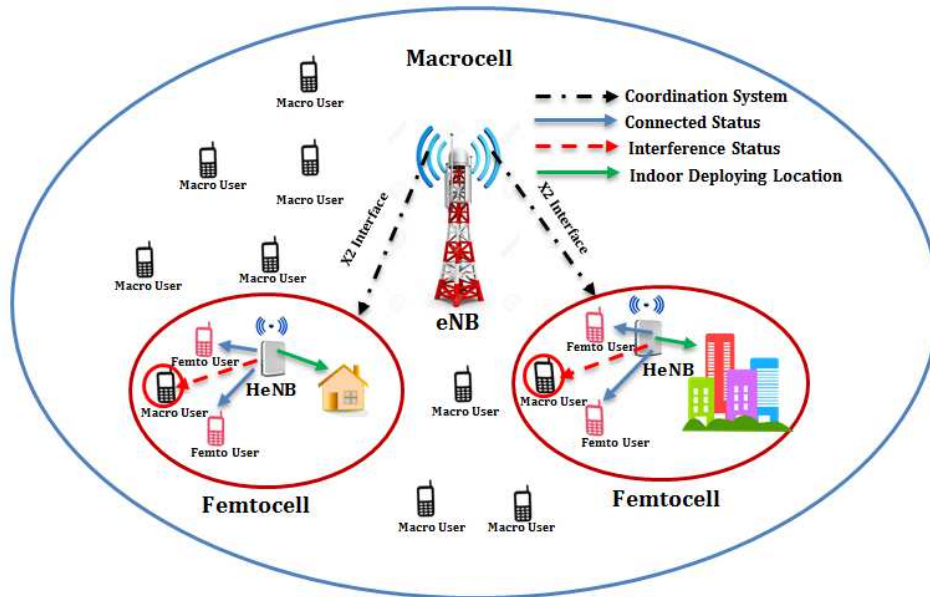 Macrocell
Macro User
Coordination System
Connected Status
Interference Status
Indoor Deploying Location
Macro User
Macro User
X2 Interface
X2 Interface
Macro User
Macro User
eNB
Femto User
HeNB
Macro User
Femto User
Femtocell
Femto User
HeNB
Macro User
Femto User
Femtocell
Macro User
Macro User
Macro User